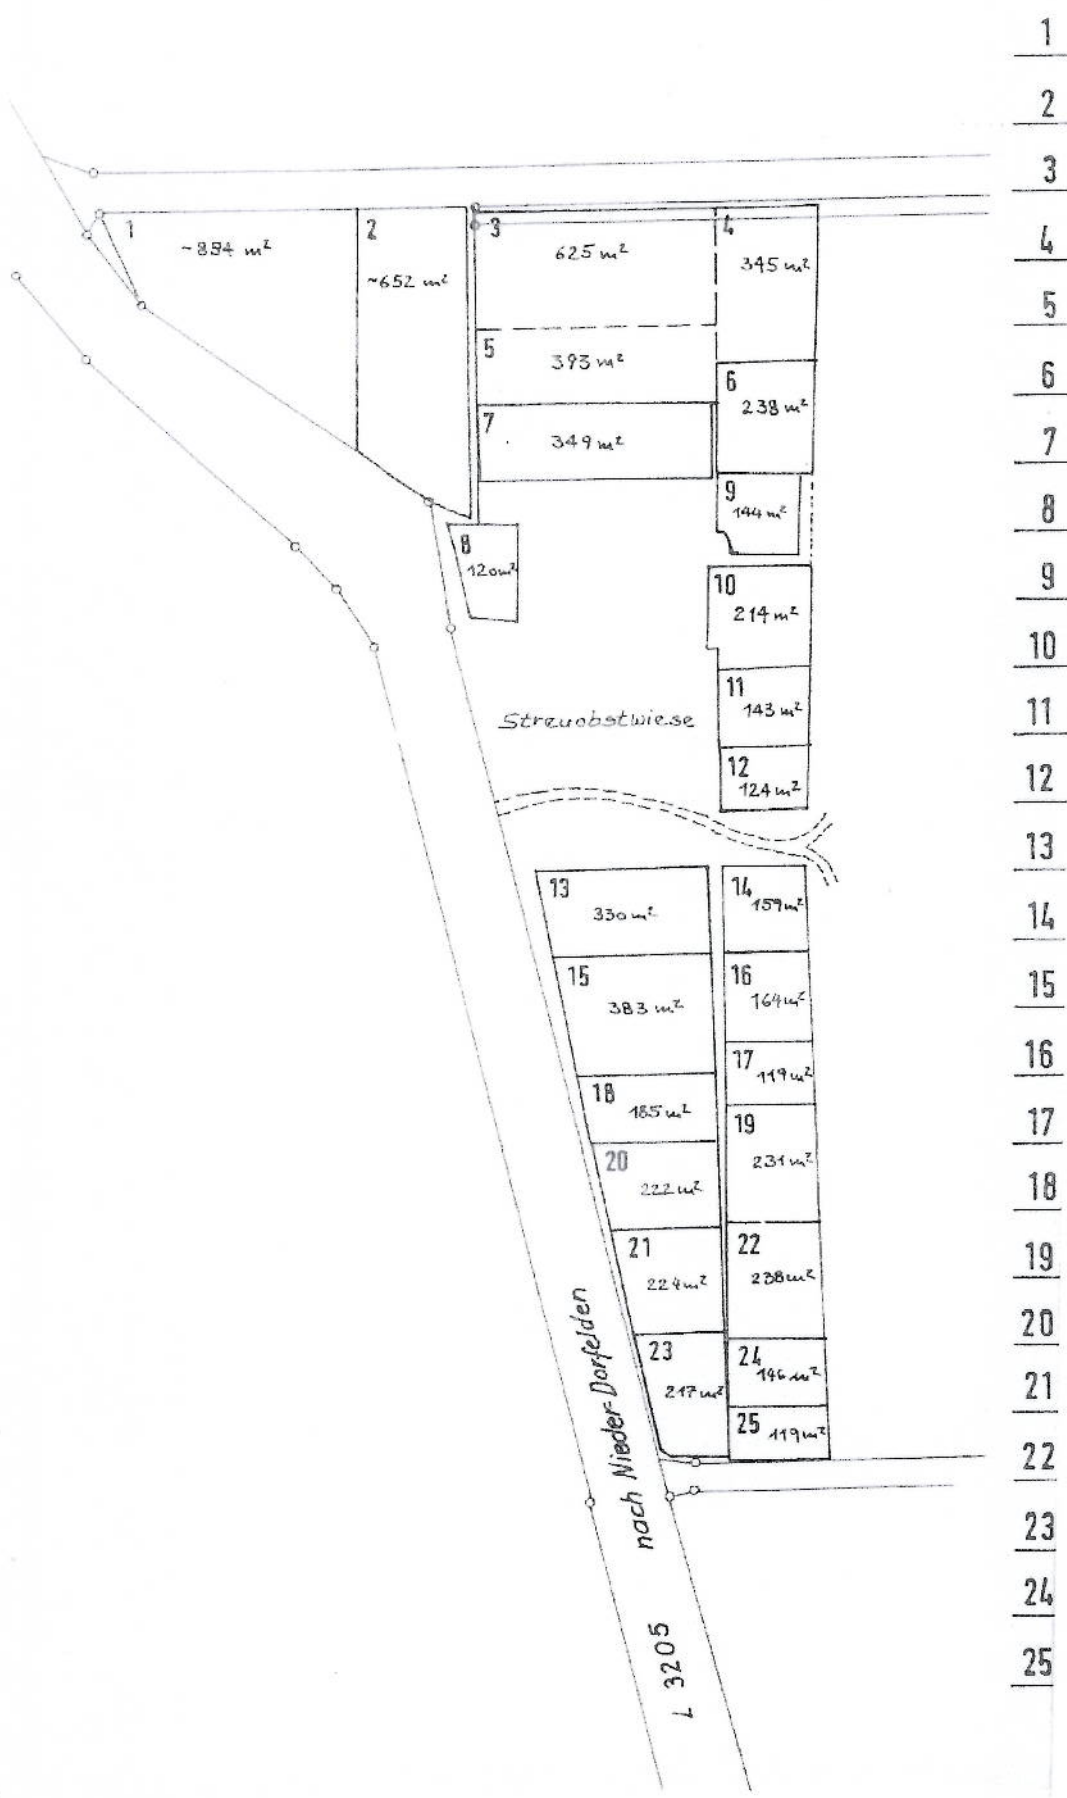 1
~894 m²
2
~652 m²
3
625 m²
4
345 m²
5
393 m²
6
238 m²
7
349 m²
8
120 m²
9
144 m²
10
214 m²
11
143 m²
12
124 m²
Streuobstwiese
13
330 m²
14
159 m²
15
383 m²
16
164 m²
17
119 m²
18
185 m²
19
231 m²
20
222 m²
21
224 m²
22
238 m²
23
217 m²
24
146 m²
25
119 m²
L 3205 nach Nieder-Dorfelden
1
2
3
4
5
6
7
8
9
10
11
12
13
14
15
16
17
18
19
20
21
22
23
24
25